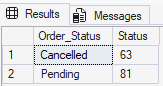 Results Messages
Order_Status Status
1 Cancelled 63
2 Pending 81